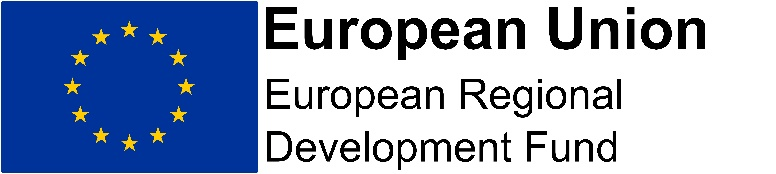 European Union
European Regional
Development Fund